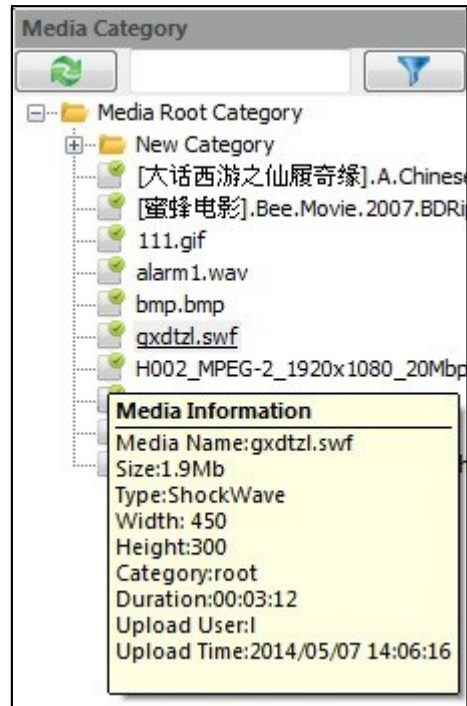 Media Category
Media Root Category
New Category
[大话西游之仙履奇缘].A.Chinese
[蜜蜂电影].Bee.Movie.2007.BDRi
111.gif
alarm1.wav
bmp.bmp
gxdtzl.swf
H002_MPEG-2_1920x1080_20Mbp
Media Information
Media Name:gxdtzl.swf
Size:1.9Mb
Type:ShockWave
Width: 450
Height:300
Category:root
Duration:00:03:12
Upload User:l
Upload Time:2014/05/07 14:06:16